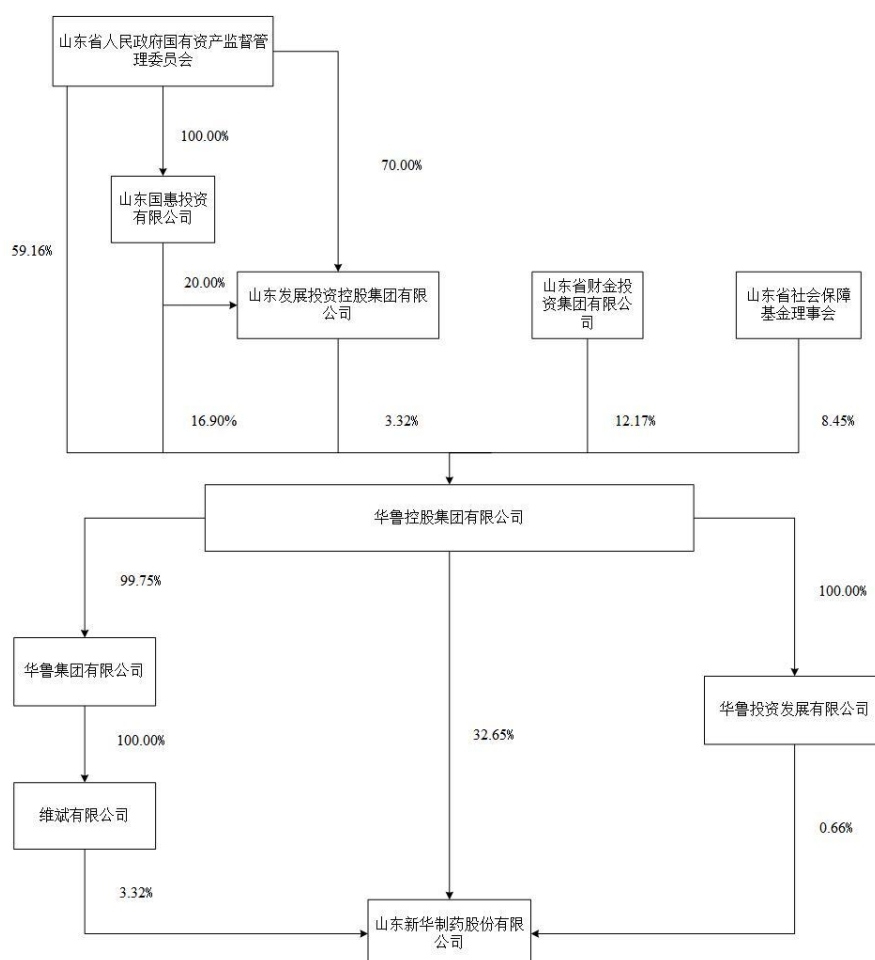 山东省人民政府国有资产监督管
理委员会
100.00%
70.00%
山东国惠投资
有限公司
59.16%
20.00%
山东发展投资控股集团有限
公司
山东省财金投
资集团有限公
司
山东省社会保障
基金理事会
16.90%
3.32%
12.17%
8.45%
华鲁控股集团有限公司
99.75%
100.00%
华鲁集团有限公司
华鲁投资发展有限公司
100.00%
32.65%
维斌有限公司
0.66%
3.32%
山东新华制药股份有限
公司